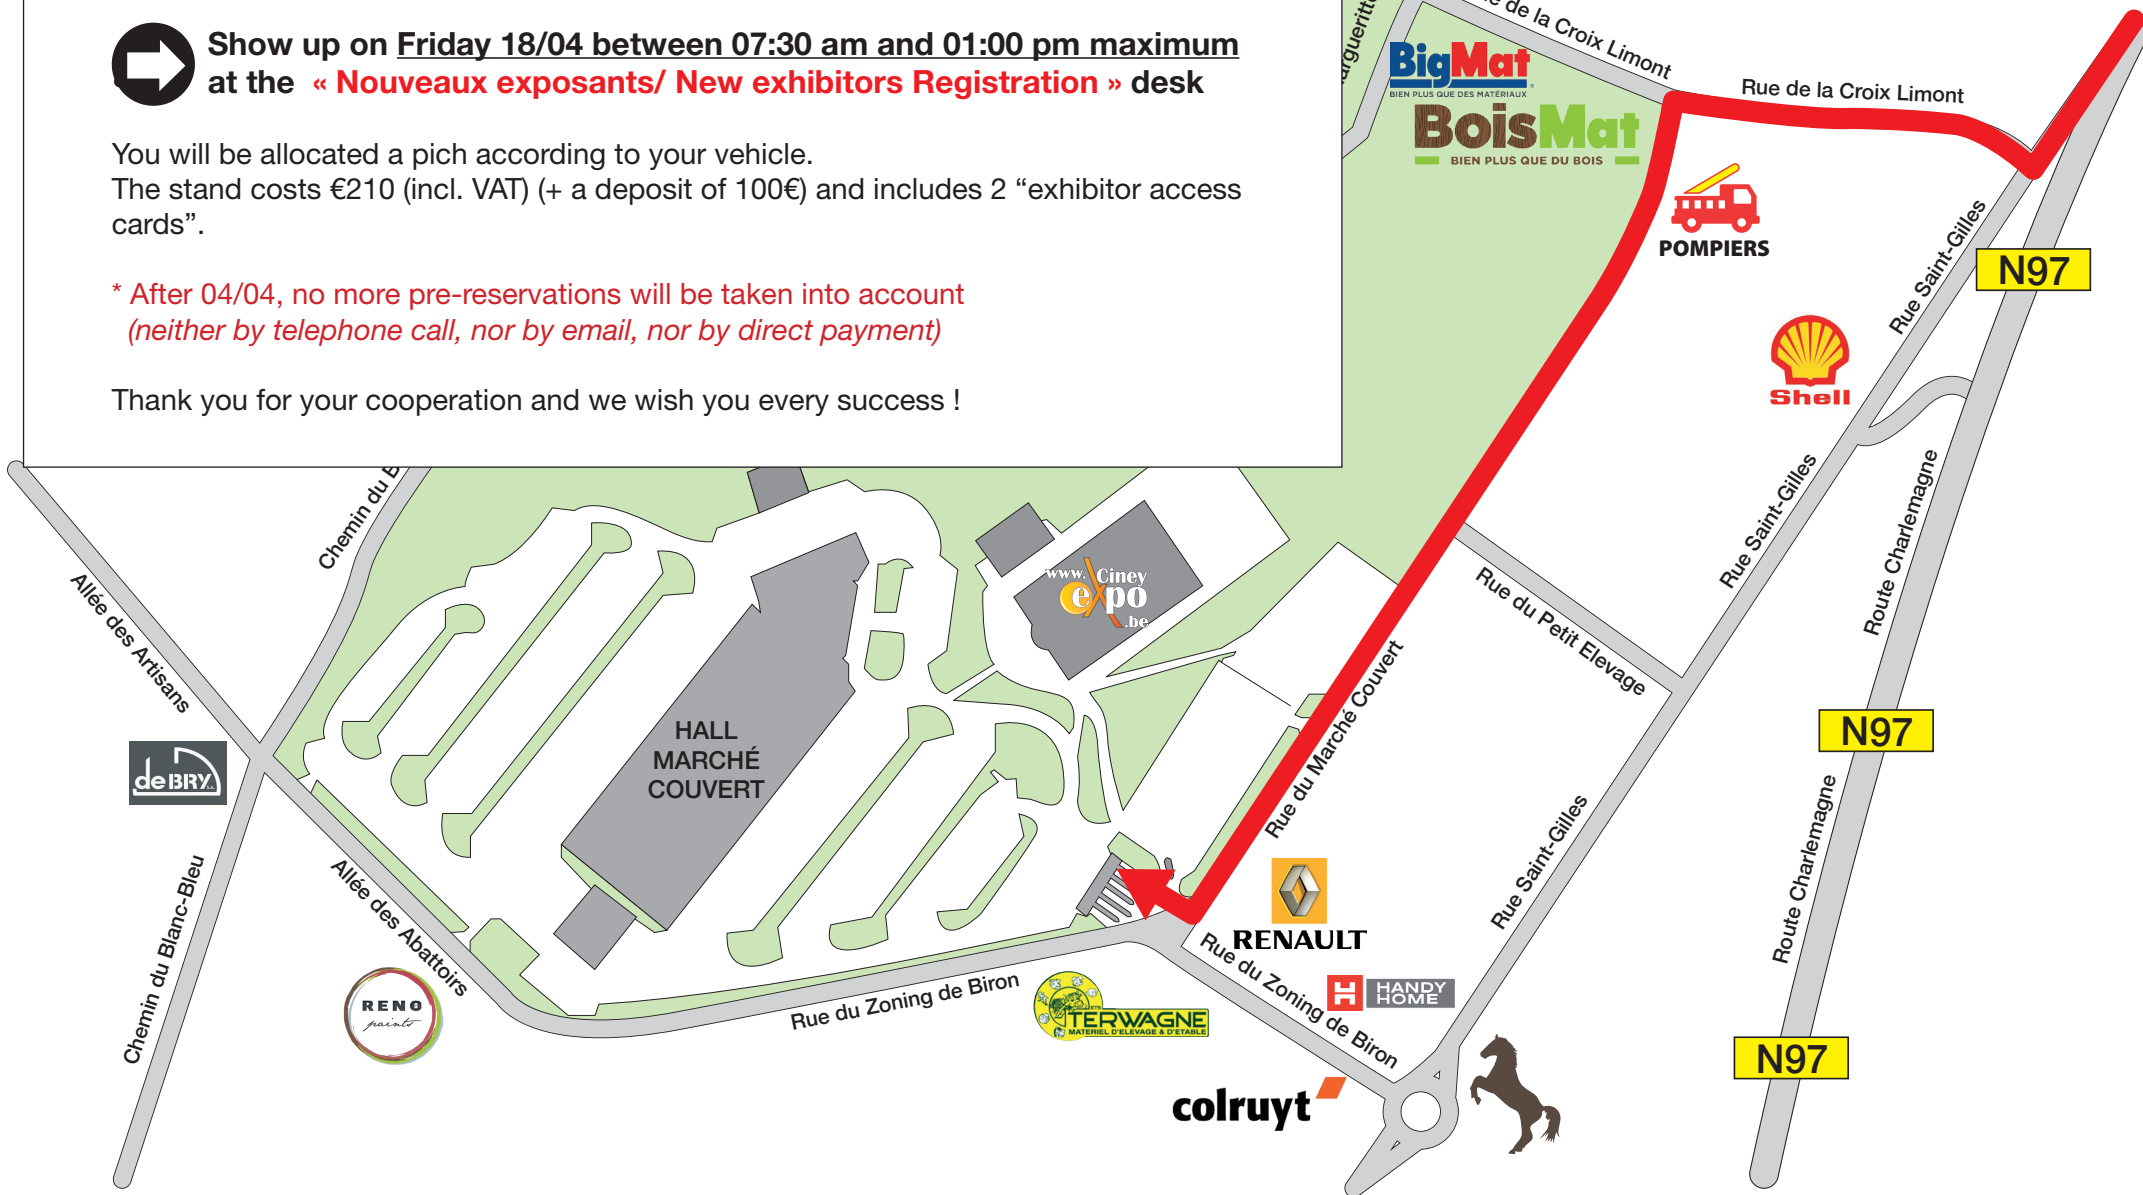 Show up on Friday 18/04 between 07:30 am and 01:00 pm maximum
at the « Nouveaux exposants/ New exhibitors Registration » desk
You will be allocated a pich according to your vehicle.
The stand costs €210 (incl. VAT) (+ a deposit of 100€) and includes 2 “exhibitor access
cards”.
* After 04/04, no more pre-reservations will be taken into account
(neither by telephone call, nor by email, nor by direct payment)
Thank you for your cooperation and we wish you every success !
de la Croix Limont
BigMat
BIEN PLUS QUE DES MATÉRIAUX
BoisMat
BIEN PLUS QUE DU BOIS
Rue de la Croix Limont
POMPIERS
Rue Saint-Gilles
N97
Shell
Chemin du
Allée des Artisans
www. Ciney
expo
.be
Rue du Petit Elevage
Rue Saint-Gilles
Route Charlemagne
HALL
MARCHÉ
COUVERT
Rue du Marché Couvert
N97
deBRY
Chemin du Blanc-Bleu
Allée des Abattoirs
RENO
paints
Rue du Zoning de Biron
TERWAGNE
MATERIEL D'ELEVAGE & D'ETABLE
RENAULT
Rue du Zoning de Biron
HANDY
HOME
Rue Saint-Gilles
Route Charlemagne
N97
colruyt